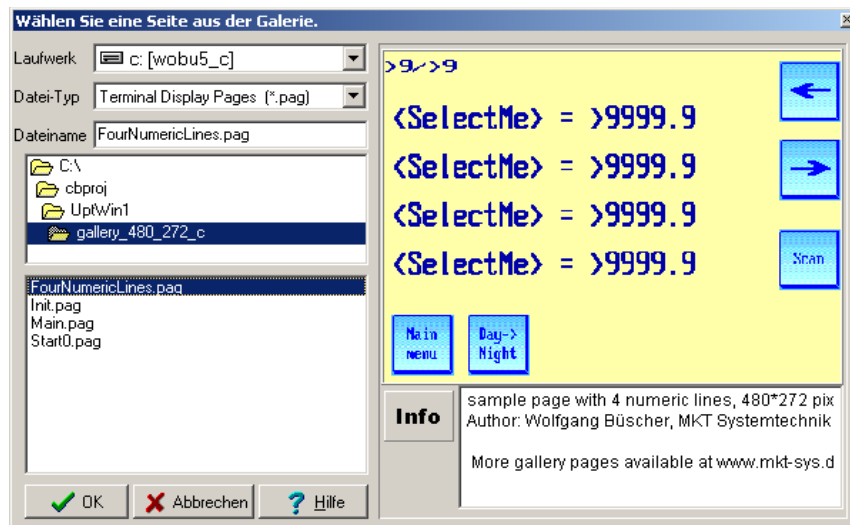 Wählen Sie eine Seite aus der Galerie.
Laufwerk
c: [wobu5_c]
Datei-Typ
Terminal Display Pages (*.pag)
Dateiname
FourNumericLines.pag
C:\
cbproj
UptWin1
gallery_480_272_c
FourNumericLines.pag
Init.pag
Main.pag
Start0.pag
OK
Abbrechen
Hilfe
>9/>9
<SelectMe> = >9999.9
<SelectMe> = >9999.9
<SelectMe> = >9999.9
<SelectMe> = >9999.9
Scan
Main
menu
Day->
Night
Info
sample page with 4 numeric lines, 480*272 pix
Author: Wolfgang Büscher, MKT Systemtechnik
More gallery pages available at www.mkt-sys.d